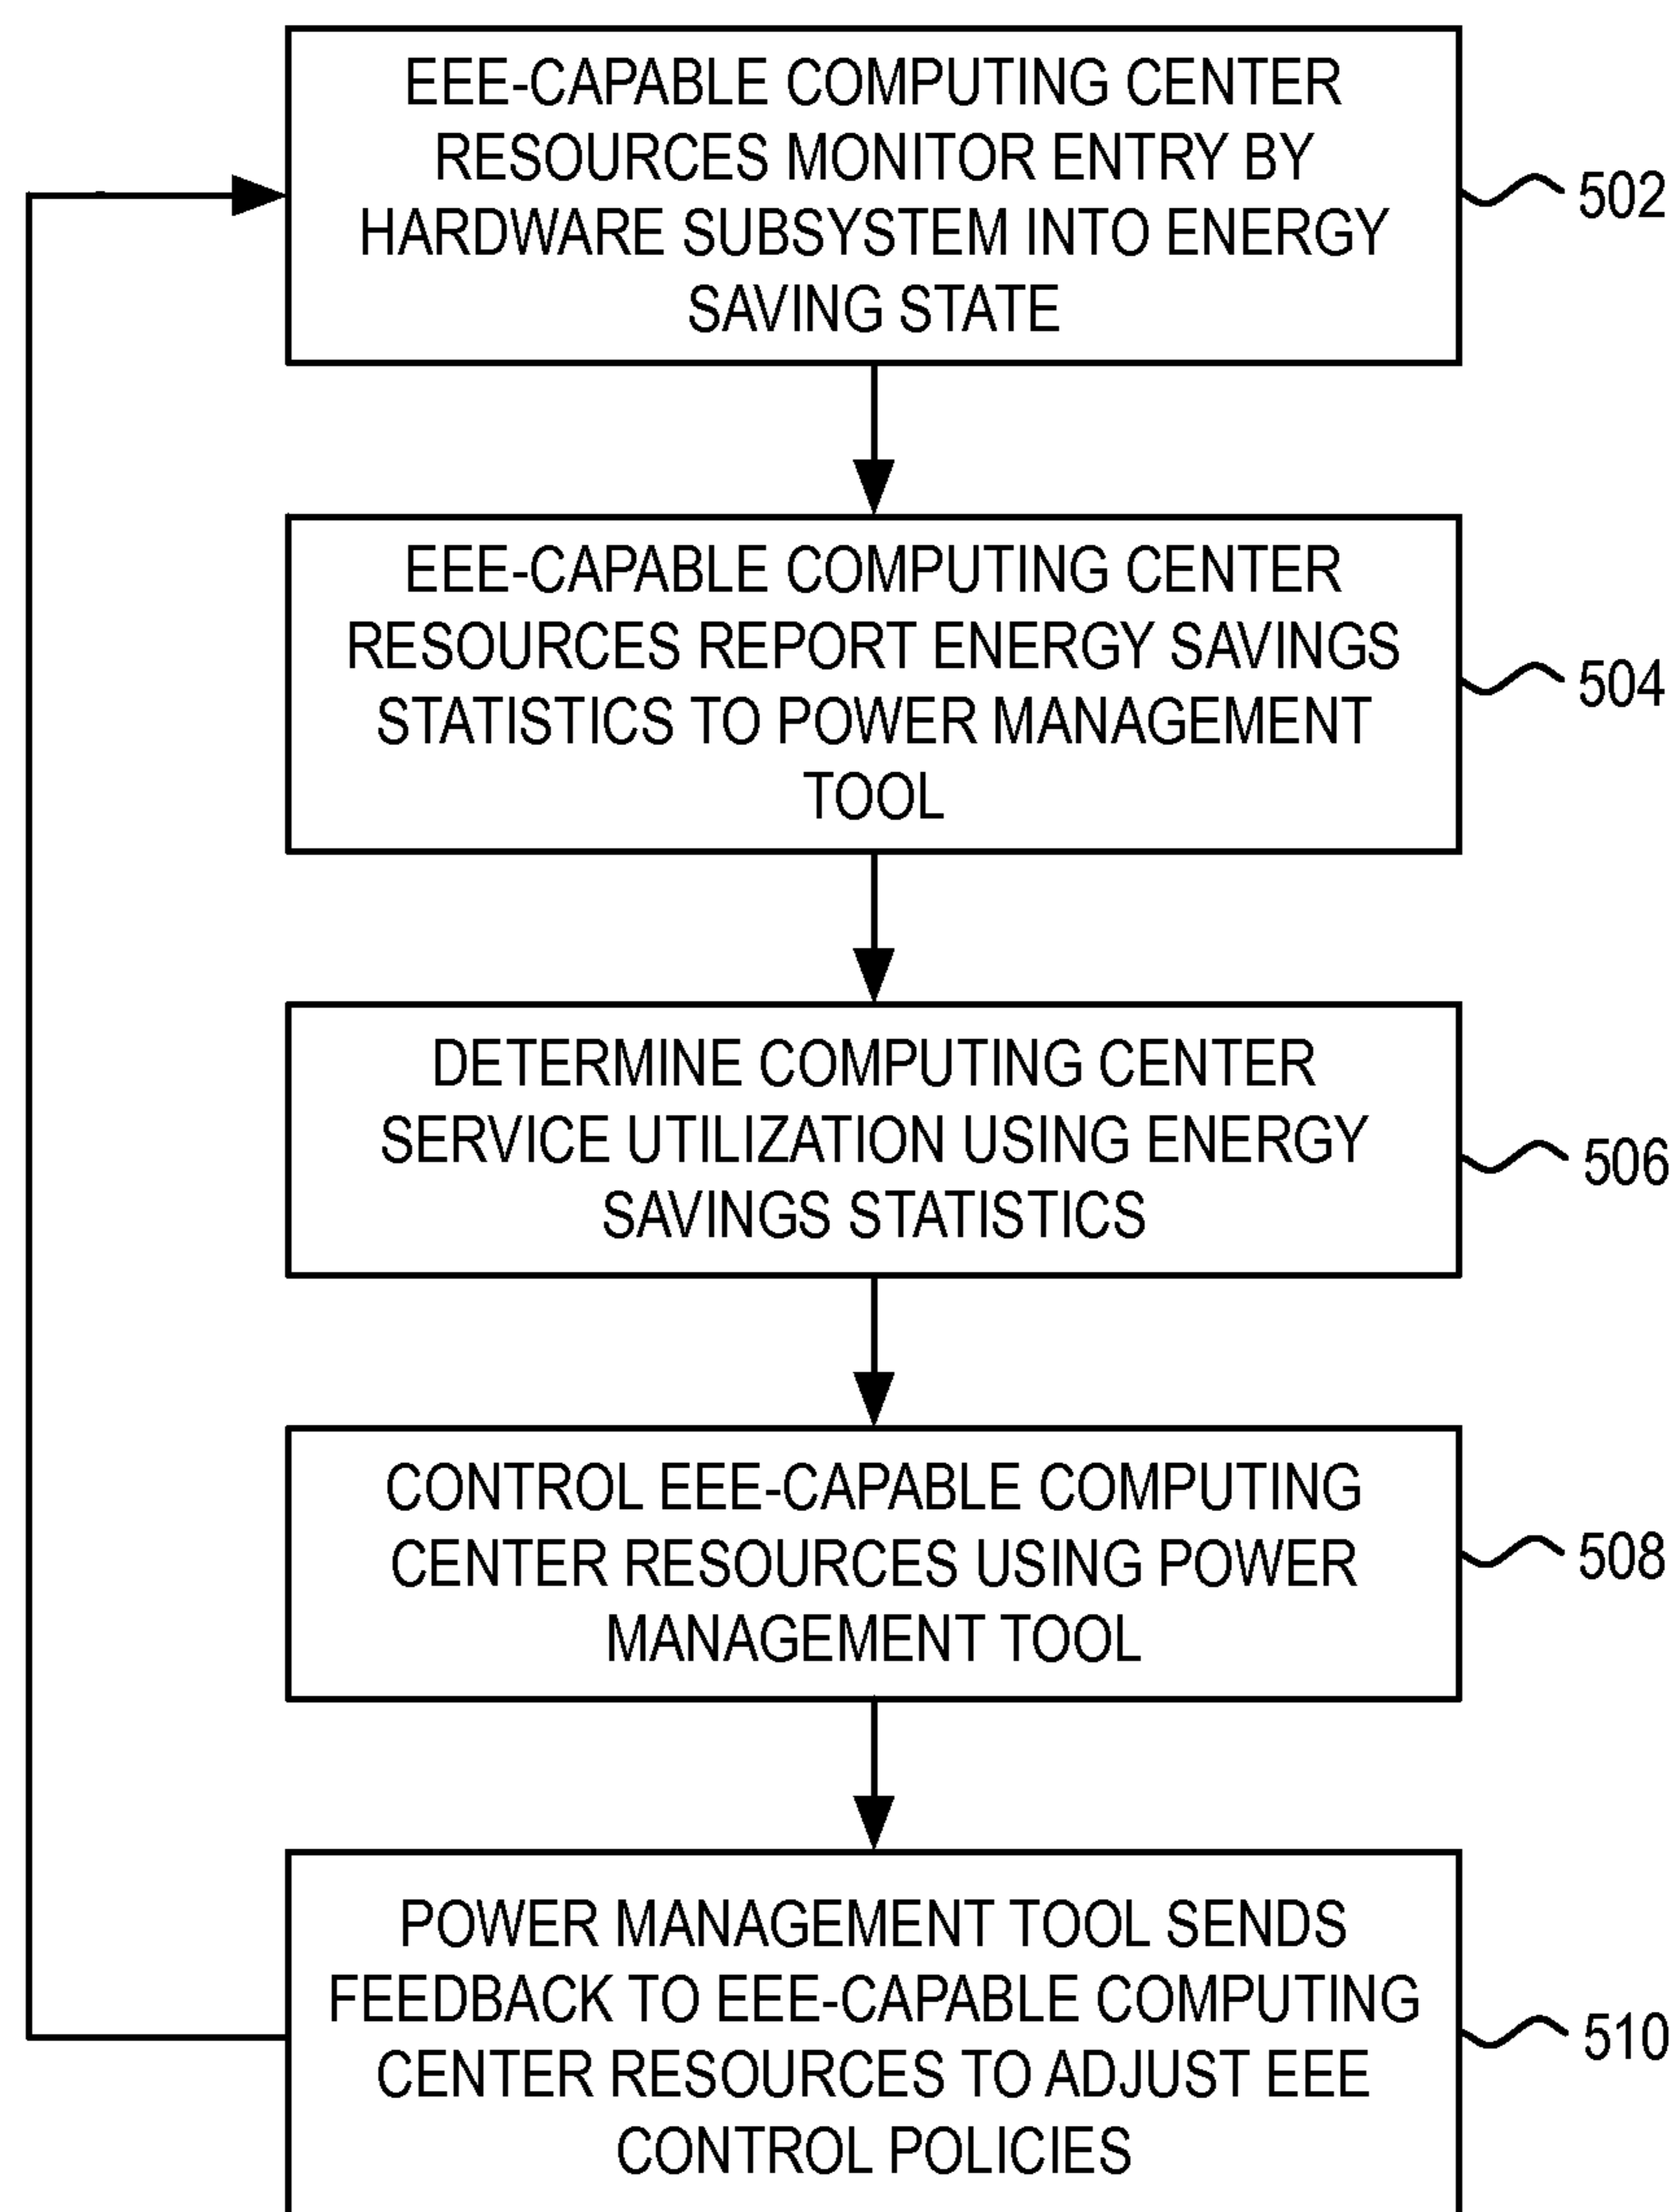 EEE-CAPABLE COMPUTING CENTER
RESOURCES MONITOR ENTRY BY
HARDWARE SUBSYSTEM INTO ENERGY
SAVING STATE
502
EEE-CAPABLE COMPUTING CENTER
RESOURCES REPORT ENERGY SAVINGS
STATISTICS TO POWER MANAGEMENT
TOOL
504
DETERMINE COMPUTING CENTER
SERVICE UTILIZATION USING ENERGY
SAVINGS STATISTICS
506
CONTROL EEE-CAPABLE COMPUTING
CENTER RESOURCES USING POWER
MANAGEMENT TOOL
508
POWER MANAGEMENT TOOL SENDS
FEEDBACK TO EEE-CAPABLE COMPUTING
CENTER RESOURCES TO ADJUST EEE
CONTROL POLICIES
510